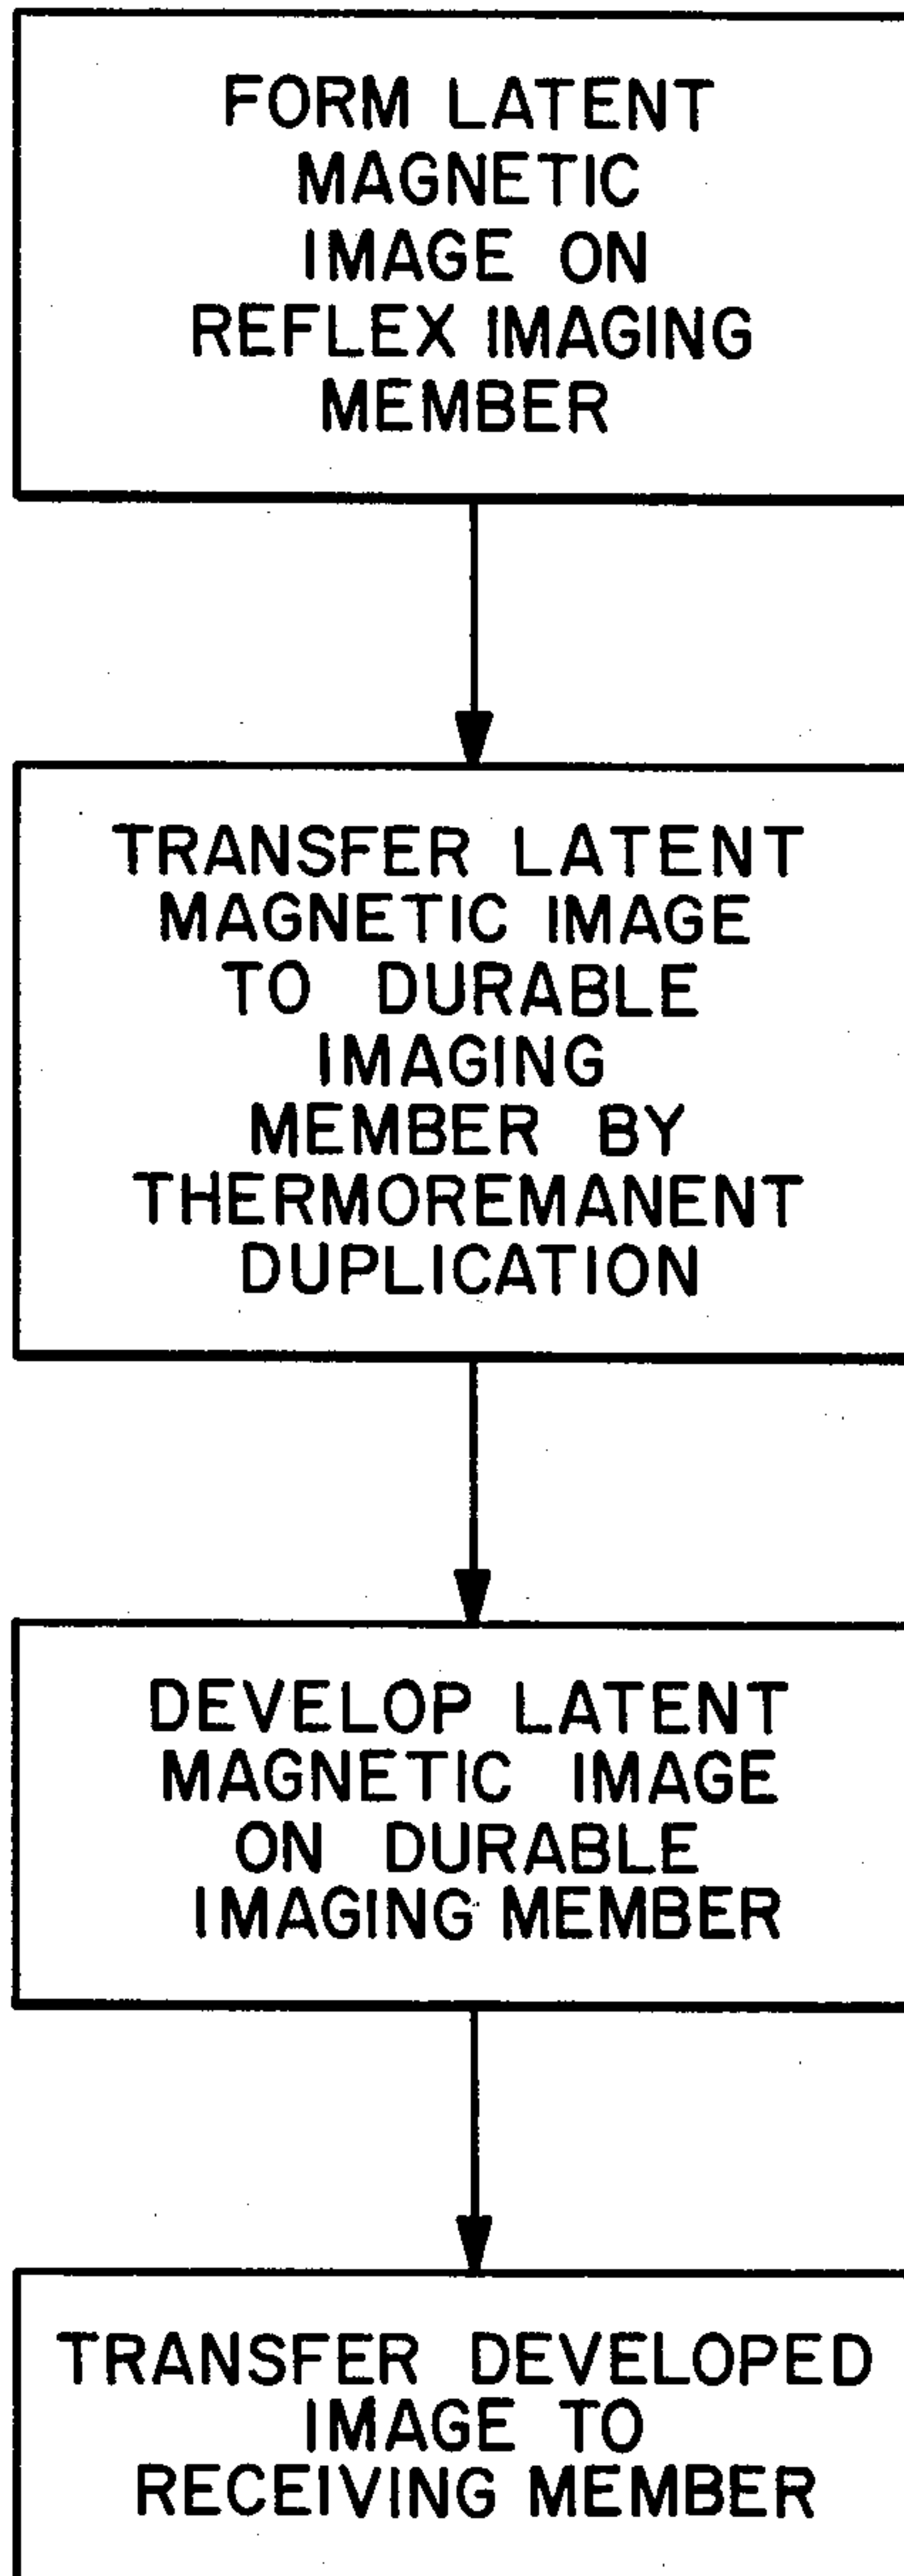 FORM LATENT
MAGNETIC
IMAGE ON
REFLEX IMAGING
MEMBER
TRANSFER LATENT
MAGNETIC IMAGE
TO DURABLE
IMAGING
MEMBER BY
THERMOREMANENT
DUPLICATION
DEVELOP LATENT
MAGNETIC IMAGE
ON DURABLE
IMAGING MEMBER
TRANSFER DEVELOPED
IMAGE TO
RECEIVING MEMBER